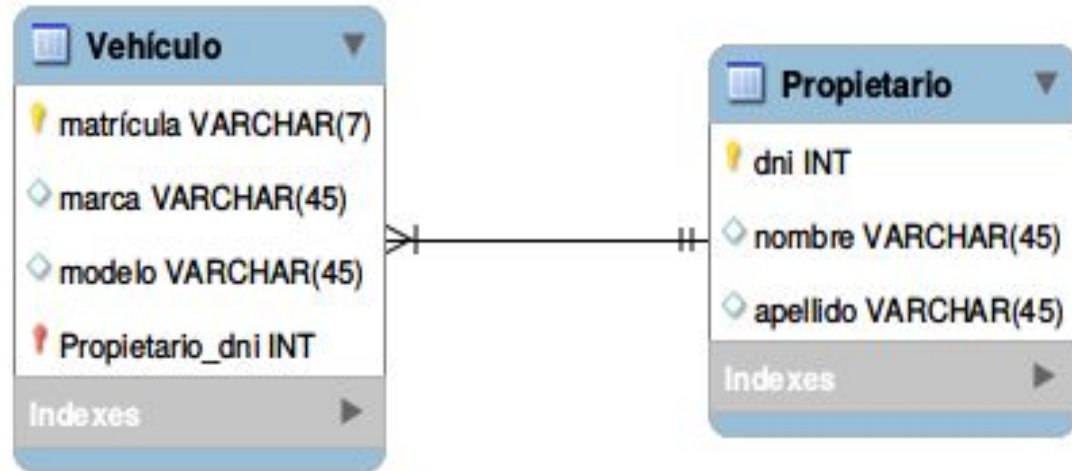 Vehículo
matrícula VARCHAR(7)
marca VARCHAR(45)
modelo VARCHAR(45)
Propietario_dni INT
Indexes
Propietario
dni INT
nombre VARCHAR(45)
apellido VARCHAR(45)
Indexes